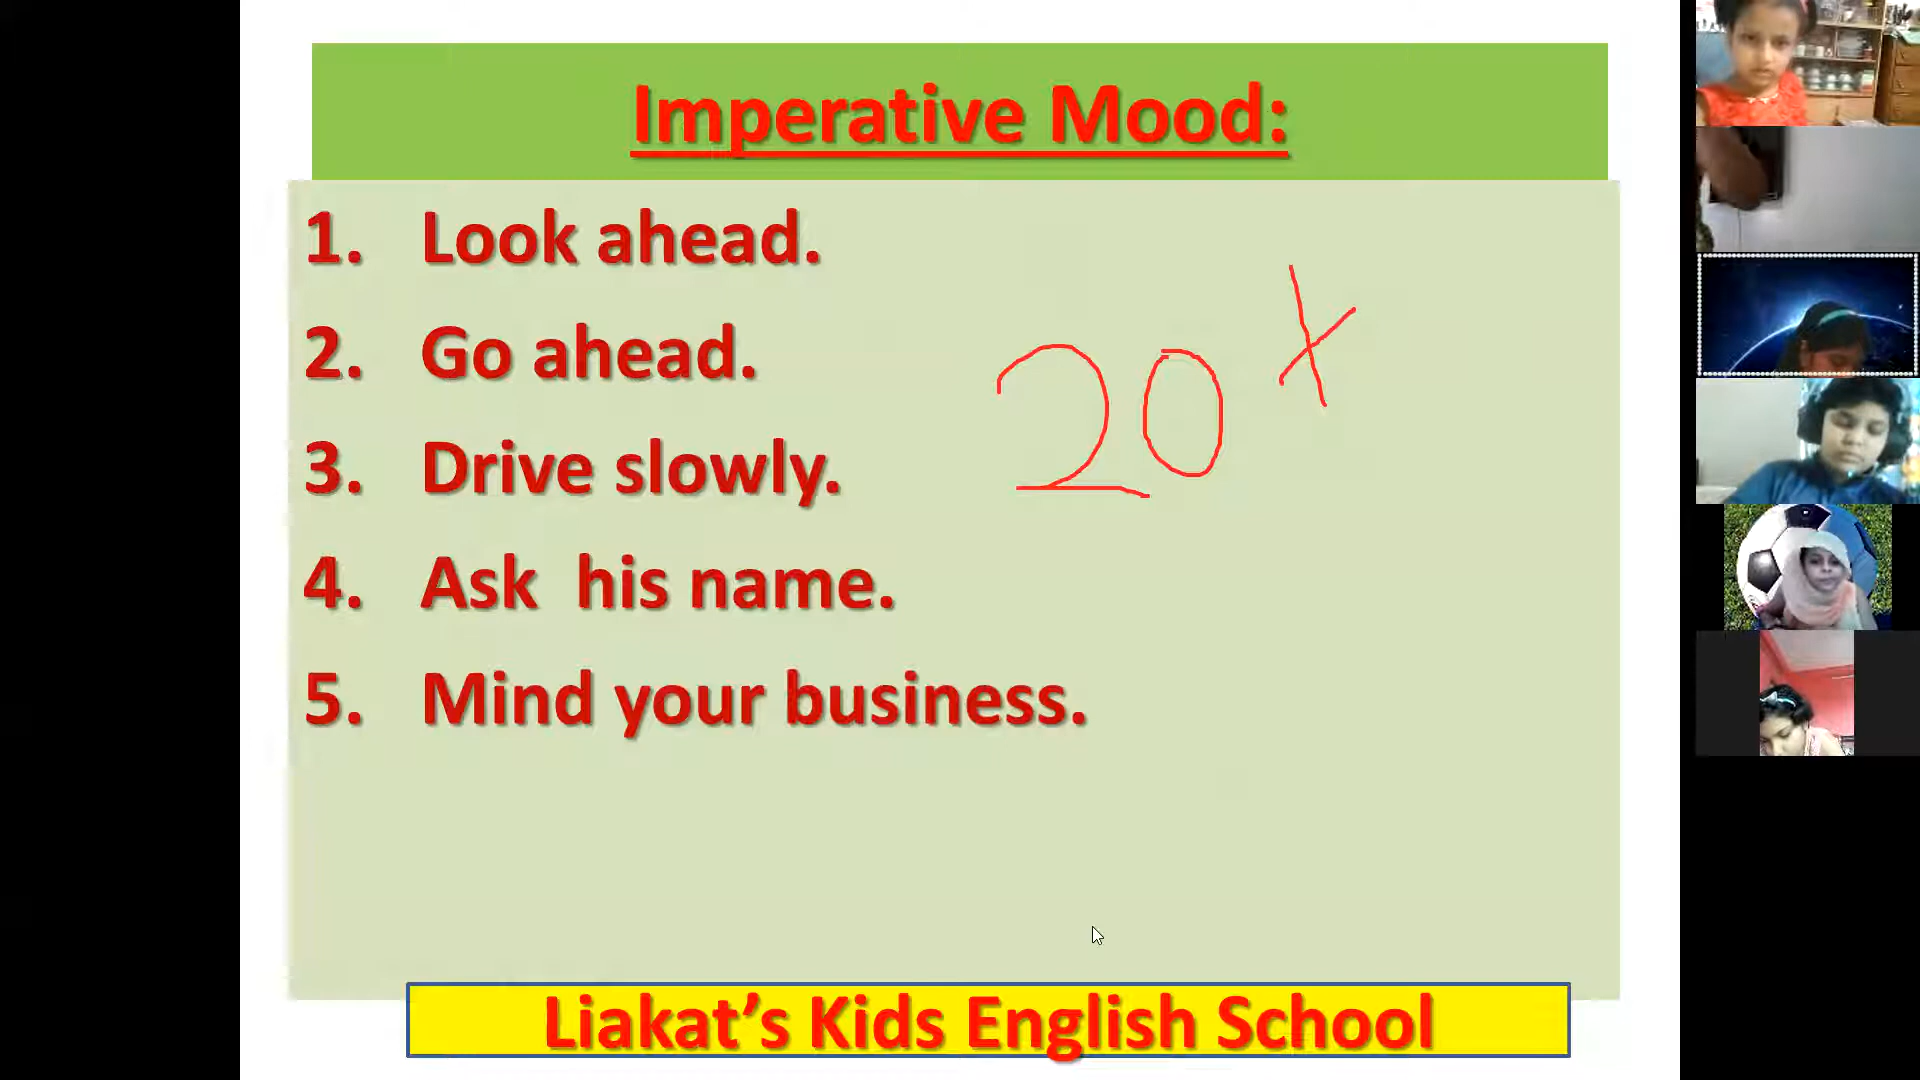 Imperative Mood:
1. Look ahead.
2. Go ahead.
3. Drive slowly.
4. Ask his name.
5. Mind your business.
20 x
Liakat’s Kids English School